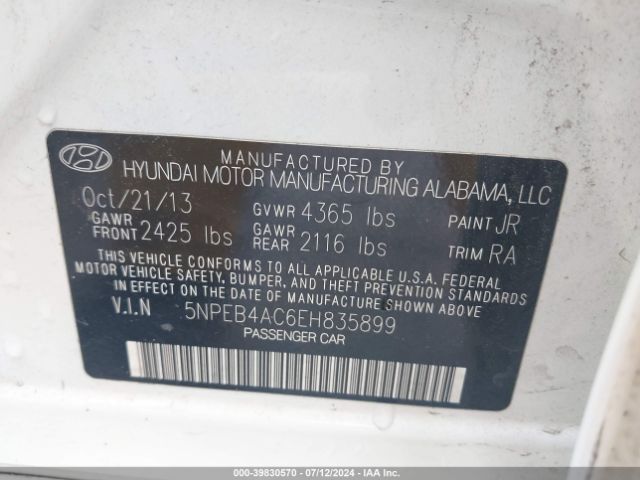 MANUFACTURED BY
HYUNDAI MOTOR MANUFACTURING ALABAMA, LLC
Oct/21/13 GVWR 4365 lbs PAINT JR
GAWR FRONT 2425 lbs GAWR REAR 2116 lbs TRIM RA
THIS VEHICLE CONFORMS TO ALL APPLICABLE U.S.A. FEDERAL
MOTOR VEHICLE SAFETY, BUMPER, AND THEFT PREVENTION STANDARDS
IN EFFECT ON THE DATE OF MANUFACTURE SHOWN ABOVE
V.I.N 5NPEB4AC6EH835899
PASSENGER CAR
000-39830570 - 07/12/2024 - IAA Inc.